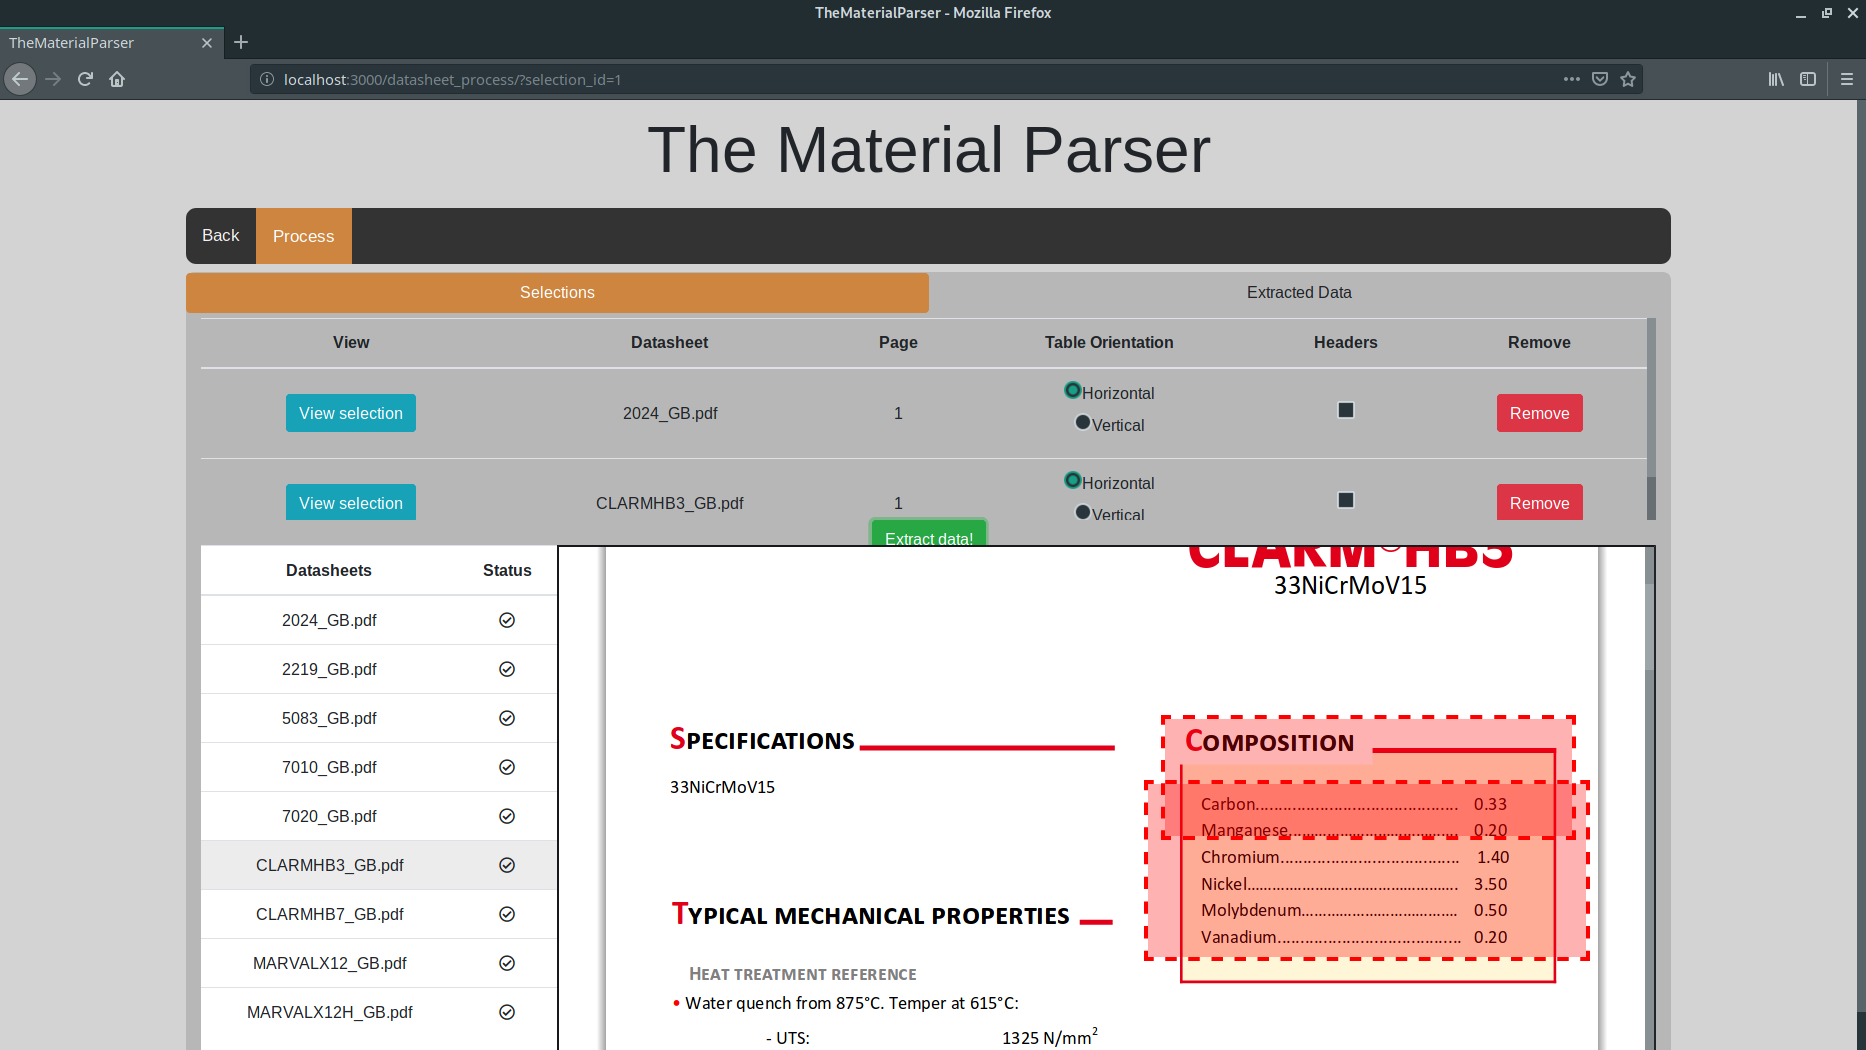 TheMaterialParser - Mozilla Firefox
TheMaterialParser
localhost:3000/datasheet_process/?selection_id=1
The Material Parser
Back Process
Selections Extracted Data
View Datasheet Page Table Orientation Headers Remove
View selection 2024_GB.pdf 1 Horizontal Remove
Vertical
View selection CLARMHB3_GB.pdf 1 Horizontal Remove
Vertical
Extract data!
Datasheets Status
2024_GB.pdf
2219_GB.pdf
5083_GB.pdf
7010_GB.pdf
7020_GB.pdf
CLARMHB3_GB.pdf
CLARMHB7_GB.pdf
MARVALX12_GB.pdf
MARVALX12H_GB.pdf
CLARM®HB3
33NiCrMoV15
SPECIFICATIONS
33NiCrMoV15
COMPOSITION
Carbon............................................ 0.33
Manganese..................................... 0.20
Chromium....................................... 1.40
Nickel.............................................. 3.50
Molybdenum.................................. 0.50
Vanadium........................................ 0.20
TYPICAL MECHANICAL PROPERTIES
HEAT TREATMENT REFERENCE
• Water quench from 875°C. Temper at 615°C:
- UTS: 1325 N/mm²